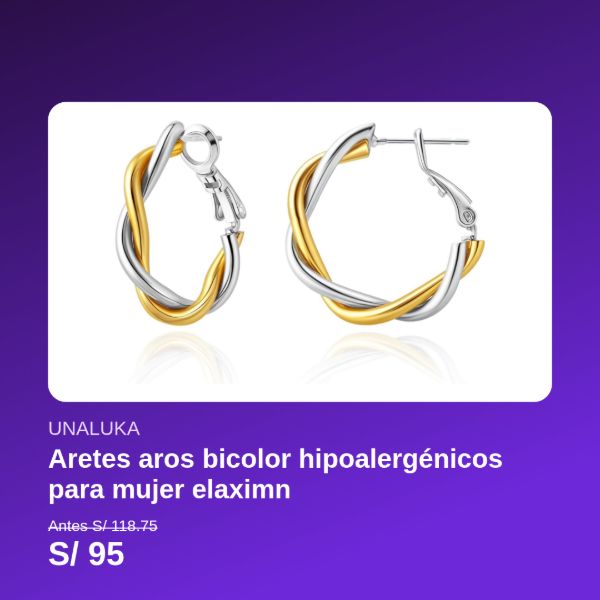 UNALUKA
Aretes aros bicolor hipoalergénicos
para mujer elaximn
Antes S/ 118.75
S/ 95